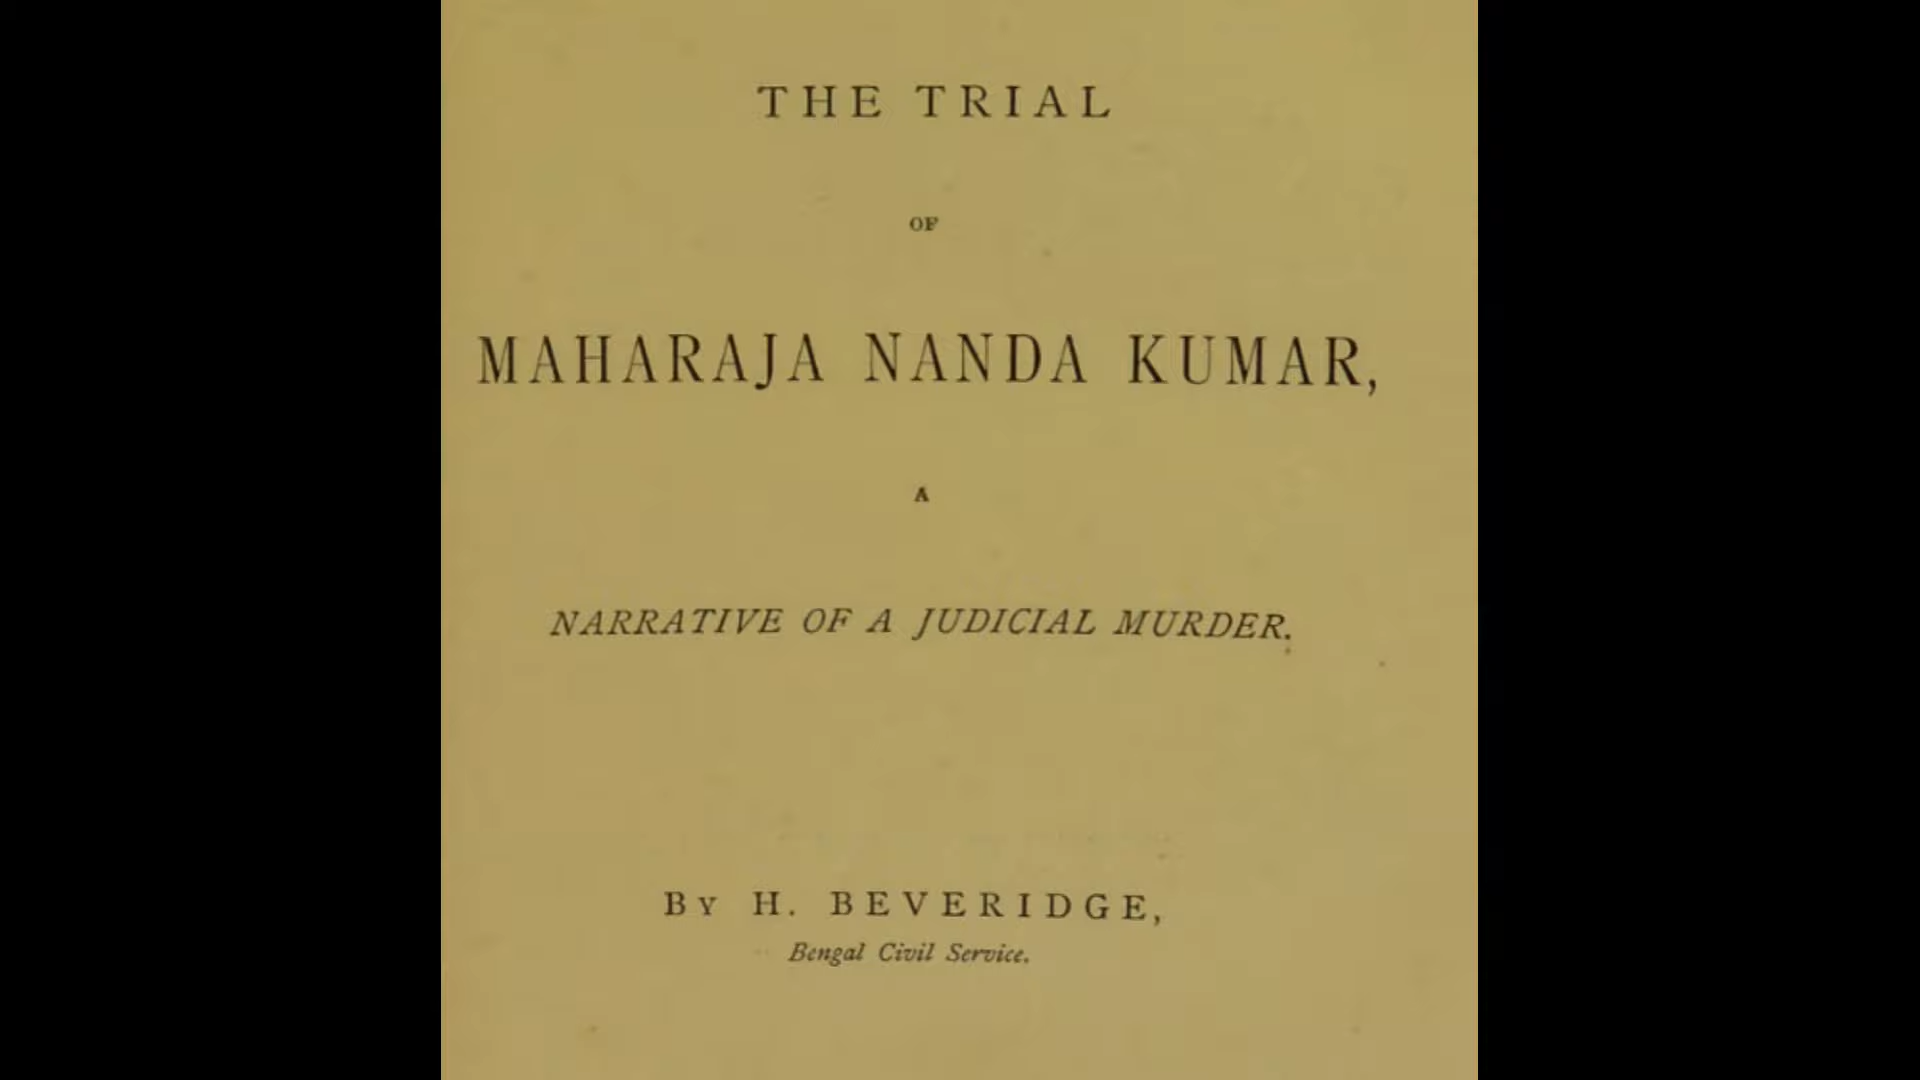 THE TRIAL
OF
MAHARAJA NANDA KUMAR,
A
NARRATIVE OF A JUDICIAL MURDER.
BY H. BEVERIDGE,
Bengal Civil Service.